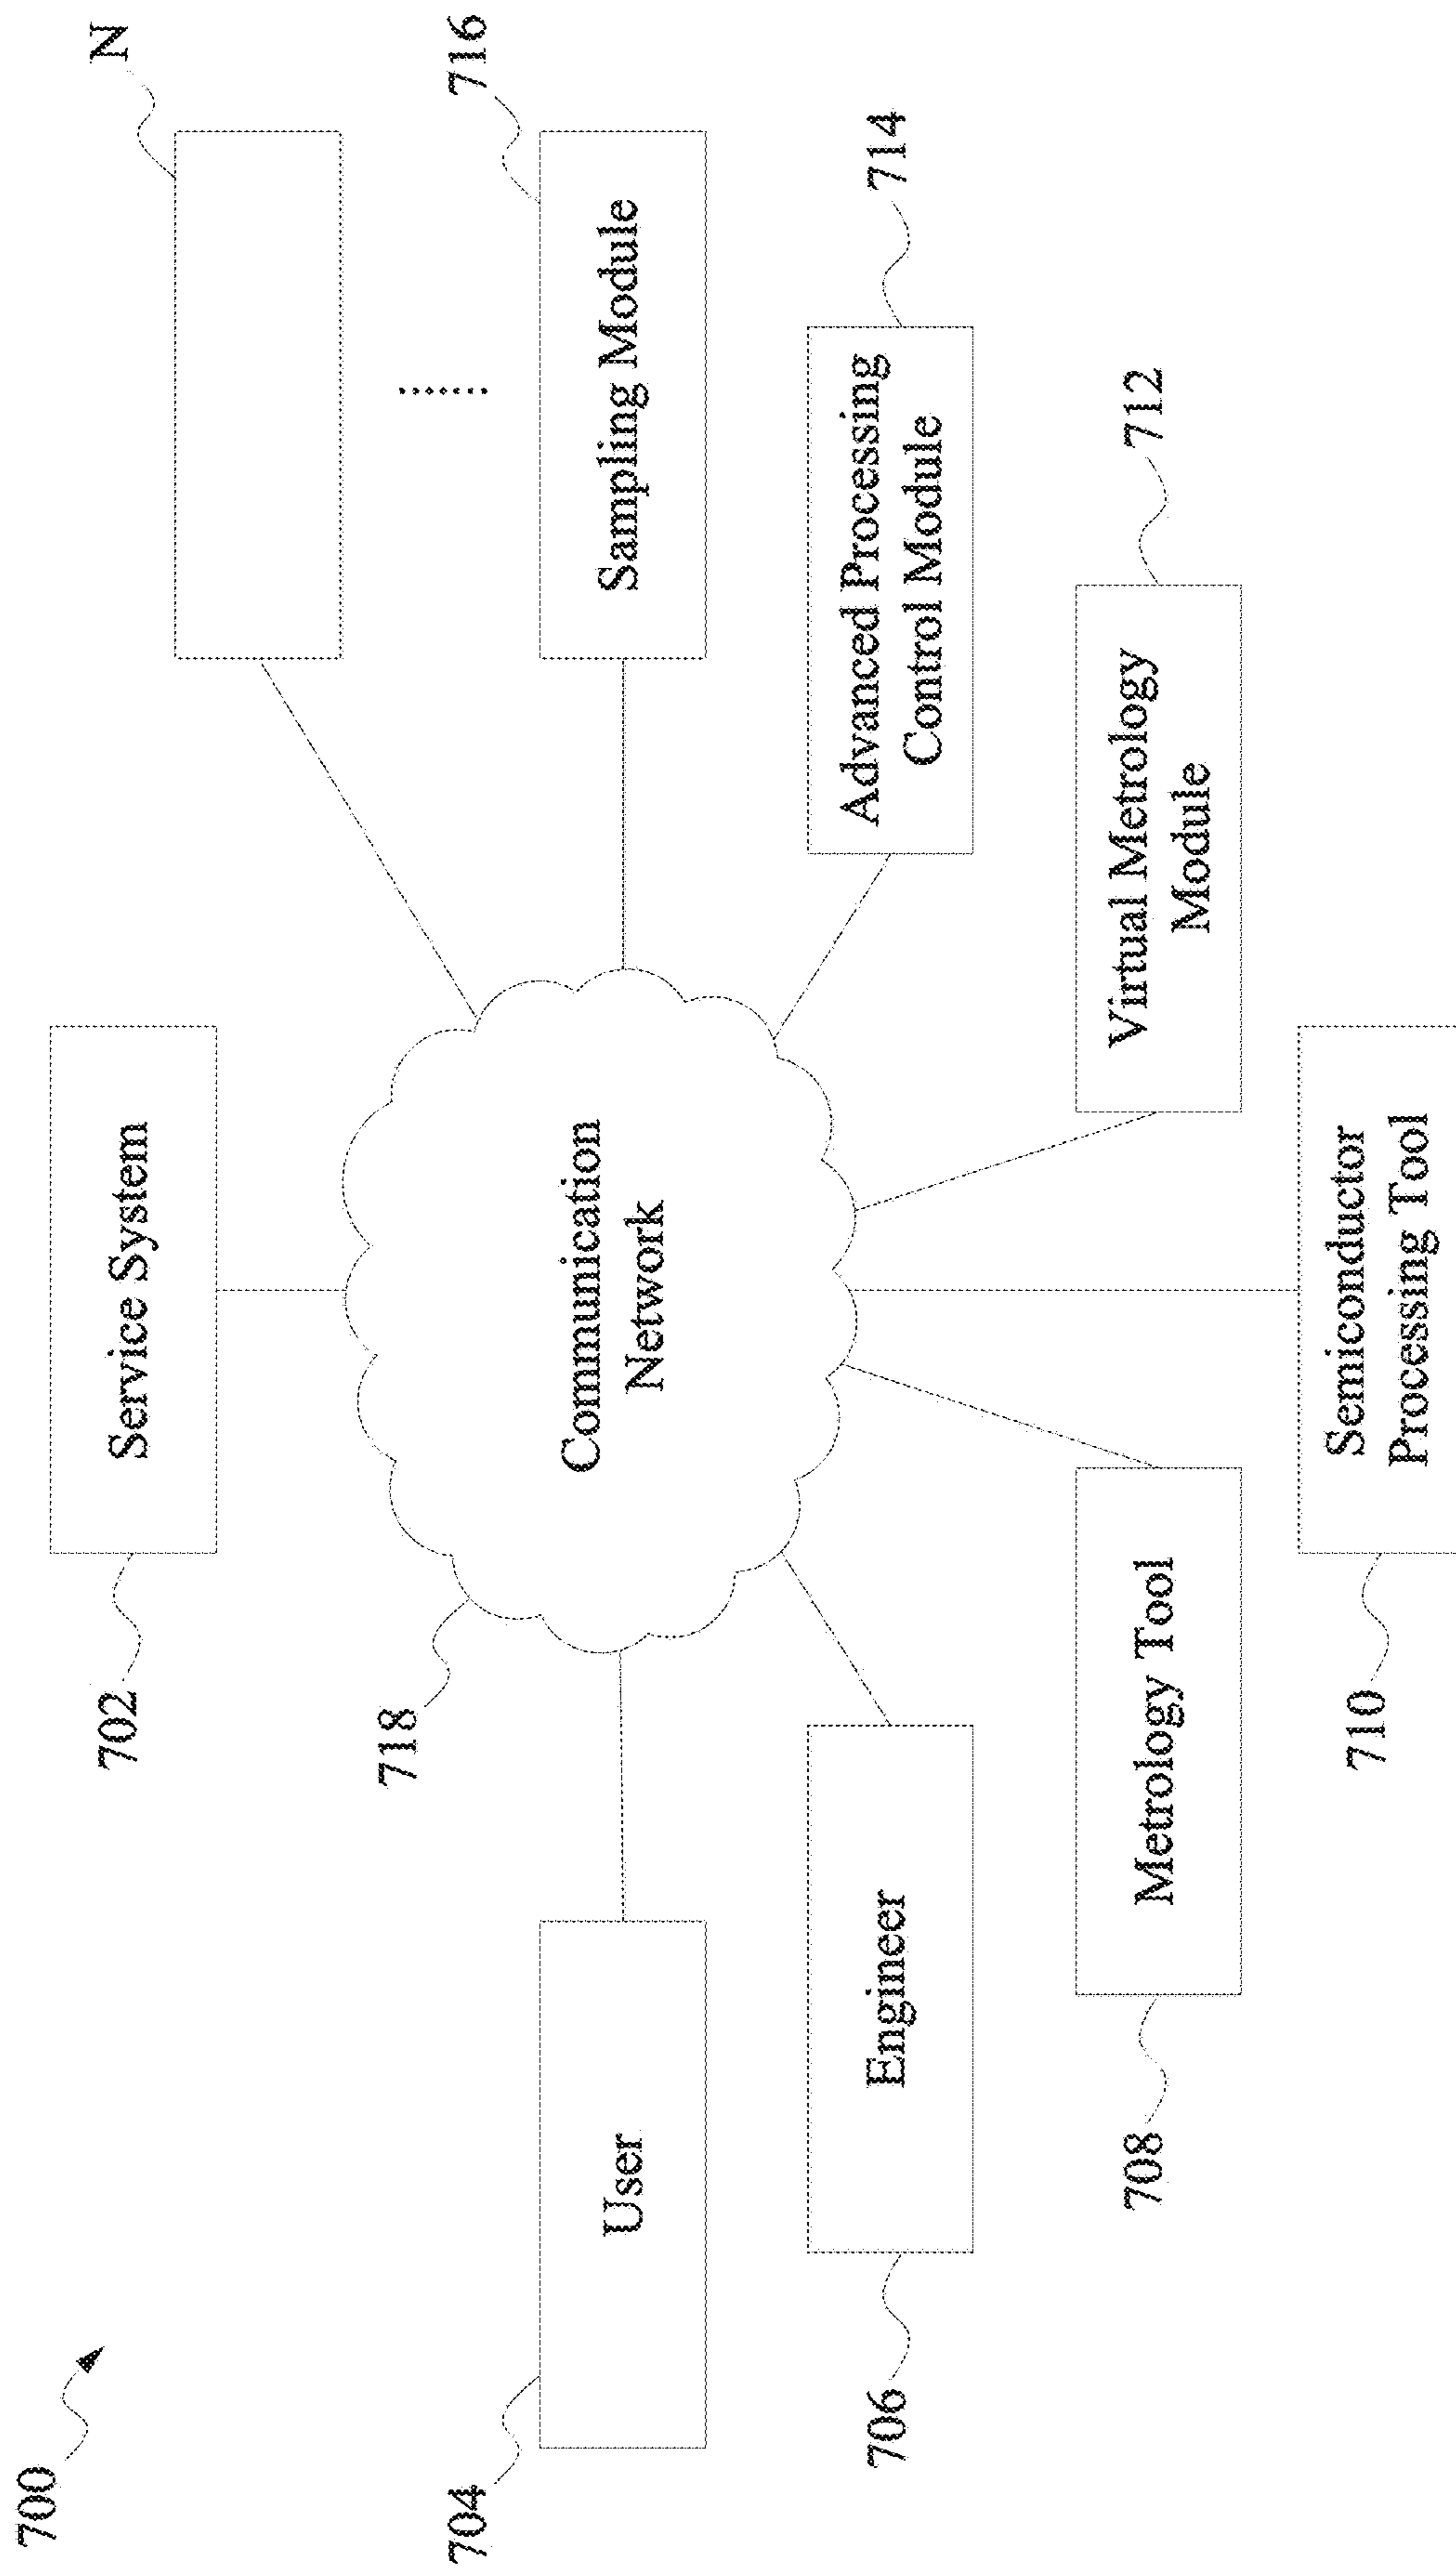 700
702
Service System
N
718
Communication
Network
704
User
716
Sampling Module
706
Engineer
714
Advanced Processing
Control Module
708
Metrology Tool
712
Virtual Metrology
Module
710
Semiconductor
Processing Tool